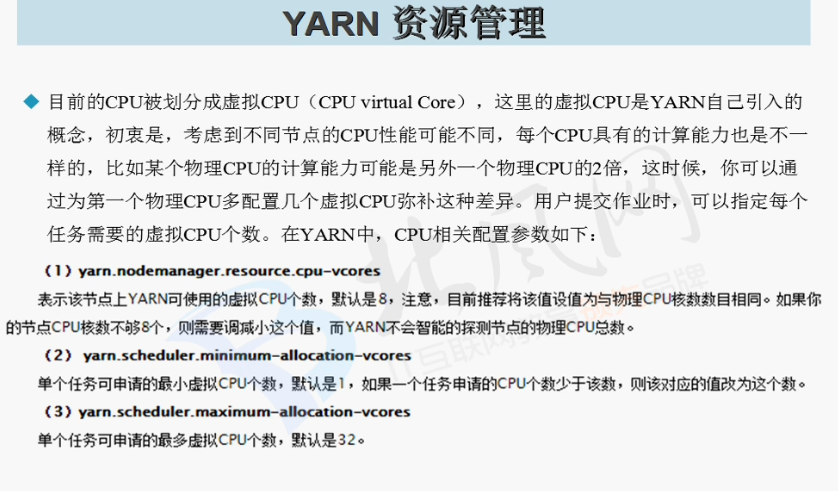 YARN 资源管理
目前的CPU被划分成虚拟CPU（CPU virtual Core），这里的虚拟CPU是YARN自己引入的
概念，初衷是，考虑到不同节点的CPU性能可能不同，每个CPU具有的计算能力也是不一
样的，比如某个物理CPU的计算能力可能是另外一个物理CPU的2倍，这时候，你可以通
过为第一个物理CPU多配置几个虚拟CPU弥补这种差异。用户提交作业时，可以指定每个
任务需要的虚拟CPU个数。在YARN中，CPU相关配置参数如下：
（1）yarn.nodemanager.resource.cpu-vcores
表示该节点上YARN可使用的虚拟CPU个数，默认是8，注意，目前推荐将该值设值为与物理CPU核数数目相同。如果你
的节点CPU核数不够8个，则需要调减小这个值，而YARN不会智能的探测节点的物理CPU总数。
（2） yarn.scheduler.minimum-allocation-vcores
单个任务可申请的最小虚拟CPU个数，默认是1，如果一个任务申请的CPU个数少于该数，则该对应的值改为这个数。
（3）yarn.scheduler.maximum-allocation-vcores
单个任务可申请的最多虚拟CPU个数，默认是32。
北风网
IT互联网教育领先品牌